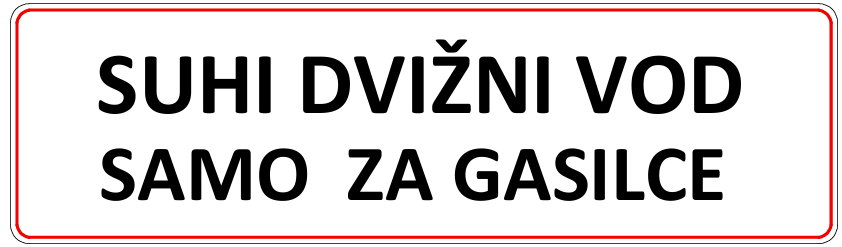 SUHI DVIŽNI VOD
SAMO ZA GASILCE